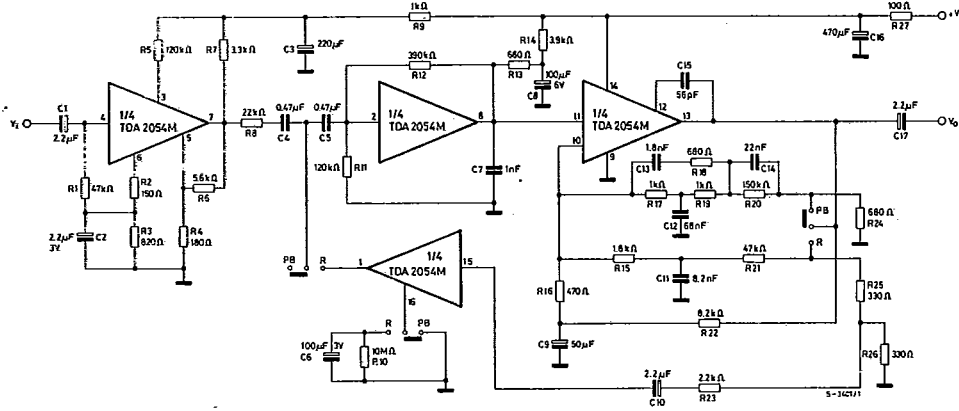 1kΩ
R9
+V
100Ω
R27
R5
120kΩ
R7
3.3kΩ
C3
220µF
R14
3.9kΩ
470µF
C16
390kΩ
R12
680Ω
R13
100µF
6V
C8
C15
56pF
C1
2.2µF
Vi
1/4
TDA 2054M
3
4
5
6
7
22kΩ
R8
0.47µF
C4
0.47µF
C5
2
1/4
TDA 2054M
8
14
12
11
1/4
TDA 2054M
13
10
9
2.2µF
C17
Vo
R1
47kΩ
R2
150Ω
5.6kΩ
R6
120kΩ
R11
C7
1nF
1.8nF
C13
680Ω
R18
22nF
C14
1kΩ
R17
1kΩ
R19
150kΩ
R20
C12
68nF
PB
R
680Ω
R24
2.2µF
3V
C2
R3
820Ω
R4
180Ω
PB
R
1
1/4
TDA 2054M
15
16
1.8kΩ
R15
47kΩ
R21
C11
8.2nF
R16
470Ω
R25
330Ω
8.2kΩ
R22
C9
50µF
R26
330Ω
100µF
3V
C6
R
PB
10MΩ
R10
2.2µF
C10
2.2kΩ
R23